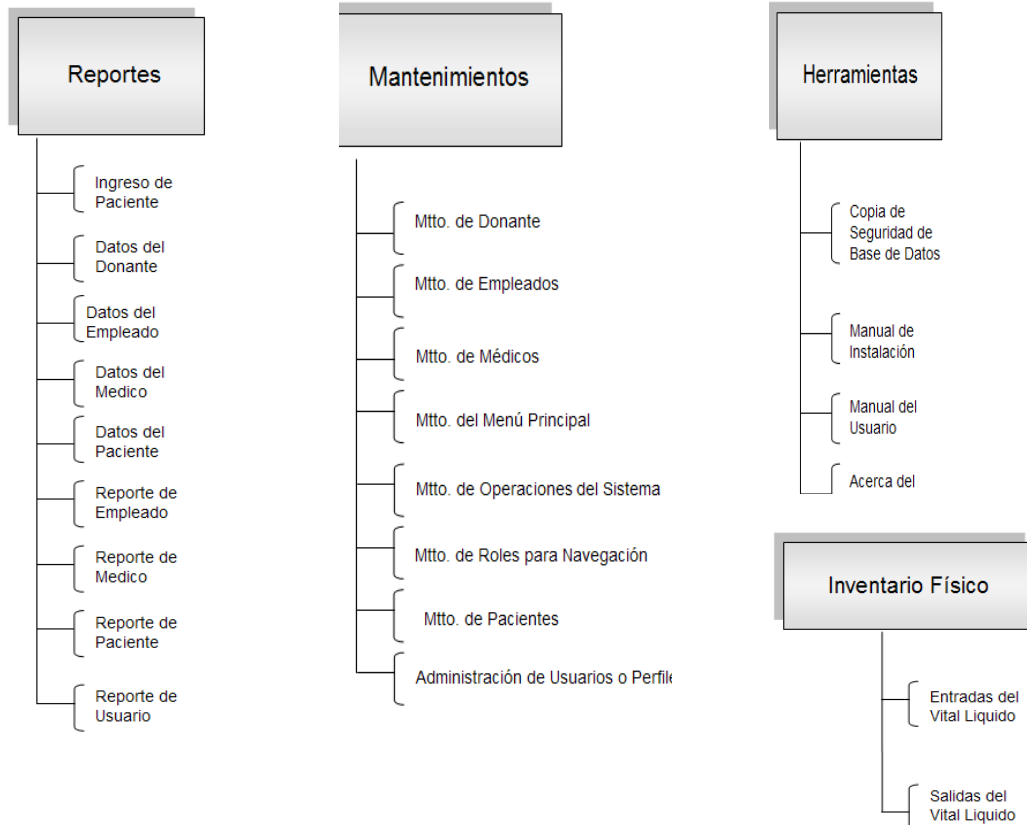 Reportes
Ingreso de
Paciente
Datos del
Donante
Datos del
Empleado
Datos del
Medico
Datos del
Paciente
Reporte de
Empleado
Reporte de
Medico
Reporte de
Paciente
Reporte de
Usuario
Mantenimientos
Mtto. de Donante
Mtto. de Empleados
Mtto. de Médicos
Mtto. del Menú Principal
Mtto. de Operaciones del Sistema
Mtto. de Roles para Navegación
Mtto. de Pacientes
Administración de Usuarios o Perfile
Herramientas
Copia de
Seguridad de
Base de Datos
Manual de
Instalación
Manual del
Usuario
Acerca del
Inventario Físico
Entradas del
Vital Liquido
Salidas del
Vital Liquido